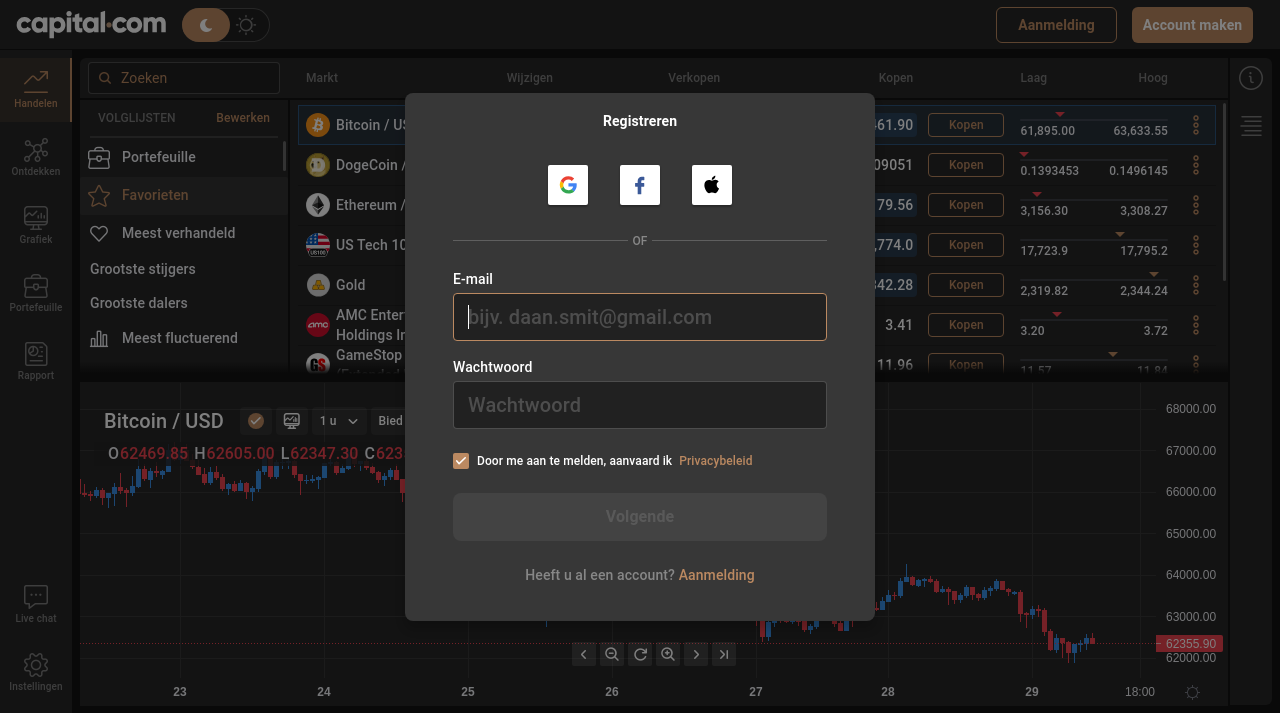 capital.com
Aanmelding
Account maken
Handelen
Ontdekken
Grafiek
Portefeuille
Rapport
Live chat
Instellingen
Zoeken
VOLGLIJSTEN
Bewerken
Portefeuille
Favorieten
Meest verhandeld
Grootste stijgers
Grootste dalers
Meest fluctuerend
Markt
Wijzigen
Verkopen
Kopen
Laag
Hoog
Bitcoin /
61.90
Kopen
61,895.00
63,633.55
DogeCoin /
09051
Kopen
0.1393453
0.1496145
Ethereum /
79.56
Kopen
3,156.30
3,308.27
US100
US Tech 10
,774.0
Kopen
17,723.9
17,795.2
Gold
342.28
Kopen
2,319.82
2,344.24
amc
AMC Enter
Holdings In
3.41
Kopen
3.20
3.72
GameStop
11.96
Kopen
11.57
11.84
Registreren
OF
E-mail
bijv. daan.smit@gmail.com
Wachtwoord
Wachtwoord
Door me aan te melden, aanvaard ik Privacybeleid
Volgende
Heeft u al een account? Aanmelding
Bitcoin / USD
1 u
Bied
O62469.85 H62605.00 L62347.30 C623
68000.00
67000.00
66000.00
65000.00
64000.00
63000.00
62355.90
62000.00
23
24
25
26
27
28
29
18:00